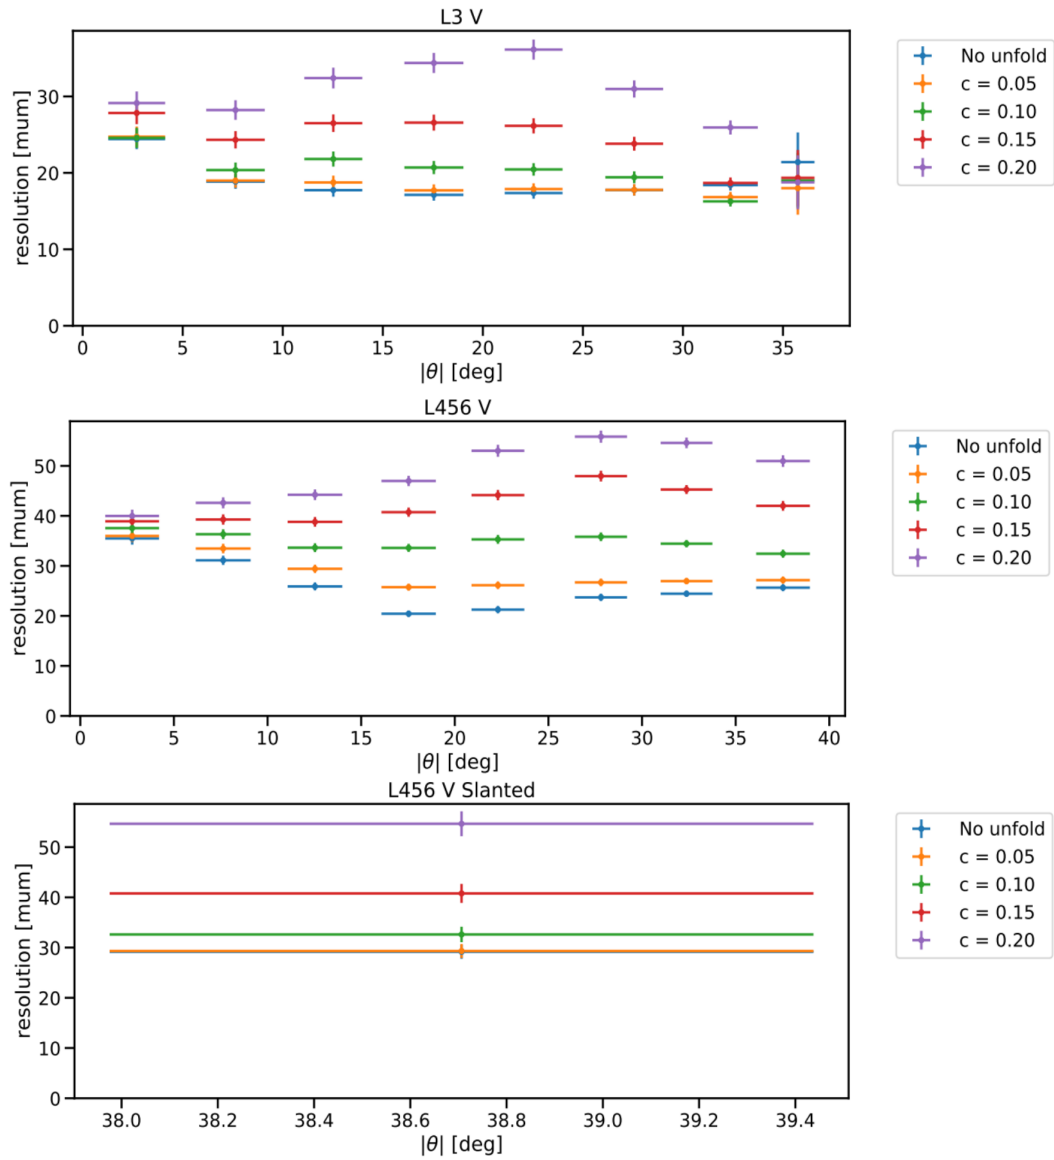 L3 V
resolution [mum]
30
20
10
0
0 5 10 15 20 25 30 35
|θ| [deg]
No unfold
c = 0.05
c = 0.10
c = 0.15
c = 0.20
L456 V
resolution [mum]
50
40
30
20
10
0
0 5 10 15 20 25 30 35 40
|θ| [deg]
No unfold
c = 0.05
c = 0.10
c = 0.15
c = 0.20
L456 V Slanted
resolution [mum]
50
40
30
20
10
0
38.0 38.2 38.4 38.6 38.8 39.0 39.2 39.4
|θ| [deg]
No unfold
c = 0.05
c = 0.10
c = 0.15
c = 0.20